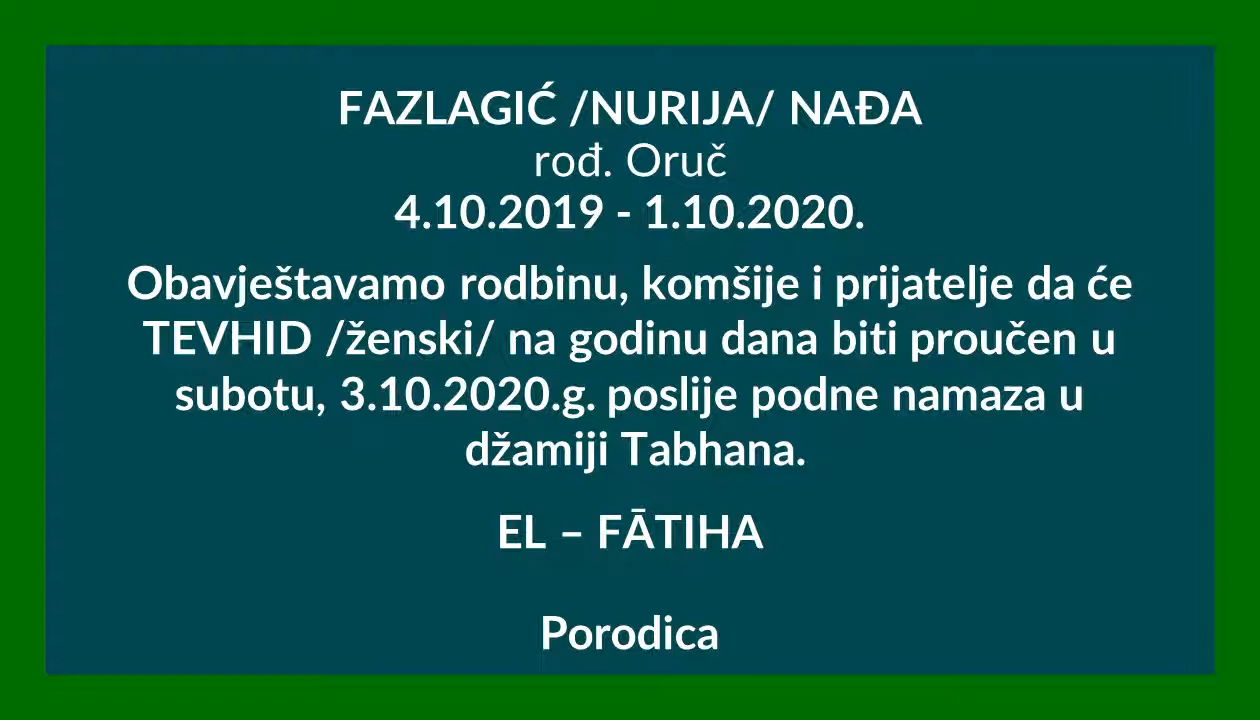 FAZLAGIĆ /NURIJA/ NAĐA
rođ. Oruč
4.10.2019 - 1.10.2020.
Obavještavamo rodbinu, komšije i prijatelje da će
TEVHID /ženski/ na godinu dana biti proučen u
subotu, 3.10.2020.g. poslije podne namaza u
džamiji Tabhana.
EL – FĀTIHA
Porodica